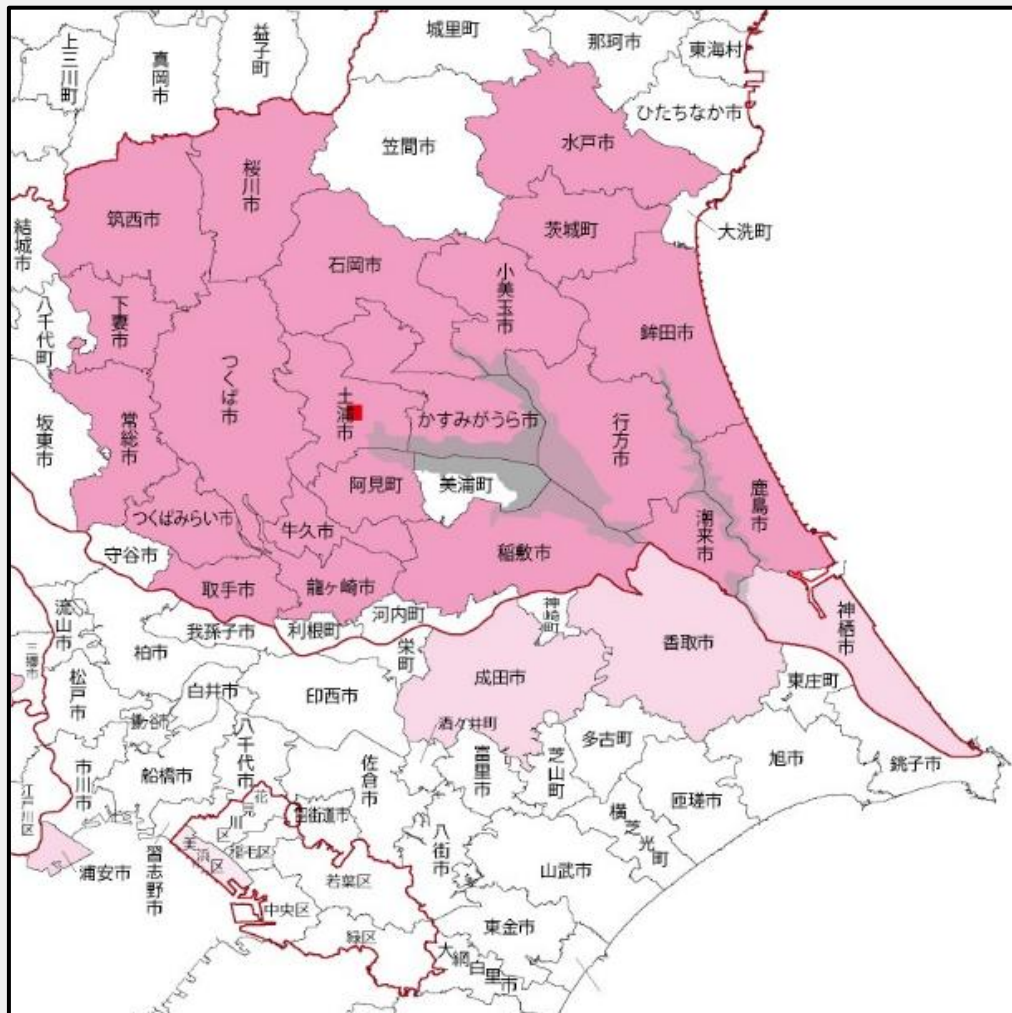 上三川町
真岡市
益子町
城里町
那珂市
東海村
ひたちなか市
笠間市
水戸市
桜川市
筑西市
結城市
茨城町
大洗町
石岡市
小美玉市
八千代町
下妻市
鉾田市
つくば市
土浦市
かすみがうら市
行方市
坂東市
常総市
阿見町
美浦町
鹿島市
潮来市
つくばみらい市
牛久市
稲敷市
守谷市
取手市
龍ヶ崎市
河内町
利根町
神崎町
神栖市
流山市
柏市
我孫子市
栄町
香取市
三郷市
松戸市
白井市
印西市
成田市
東庄町
酒々井町
多古町
旭市
銚子市
市川市
船橋市
八千代市
佐倉市
富里市
芝山町
匝瑳市
江戸川区
花見川区
横芝光町
浦安市
習志野市
美浜区
稲毛区
八街市
若葉区
山武市
中央区
緑区
東金市
大網白里市